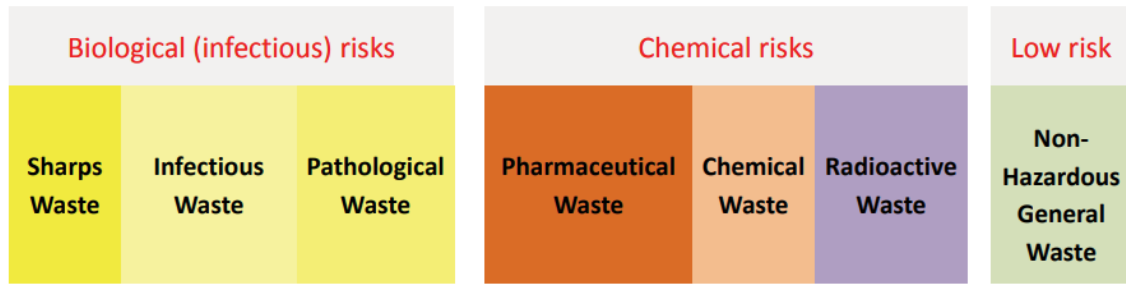 Biological (infectious) risks
Chemical risks
Low risk
Sharps
Waste
Infectious
Waste
Pathological
Waste
Pharmaceutical
Waste
Chemical
Waste
Radioactive
Waste
Non-
Hazardous
General
Waste